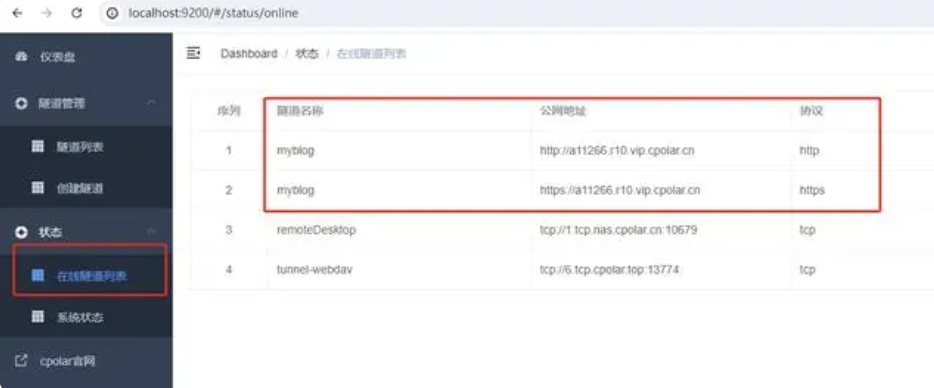 localhost:9200/#/status/online
仪表盘
Dashboard / 状态 / 在线隧道列表
隧道管理
隧道列表
创建隧道
状态
在线隧道列表
系统状态
cpolar官网
序列 隧道名称 公网地址 协议
1 myblog http://a11266.r10.vip.cpolar.cn http
2 myblog https://a11266.r10.vip.cpolar.cn https
3 remoteDesktop tcp://1.tcp.nas.cpolar.cn:10679 tcp
4 tunnel-webdav tcp://6.tcp.cpolar.top:13774 tcp